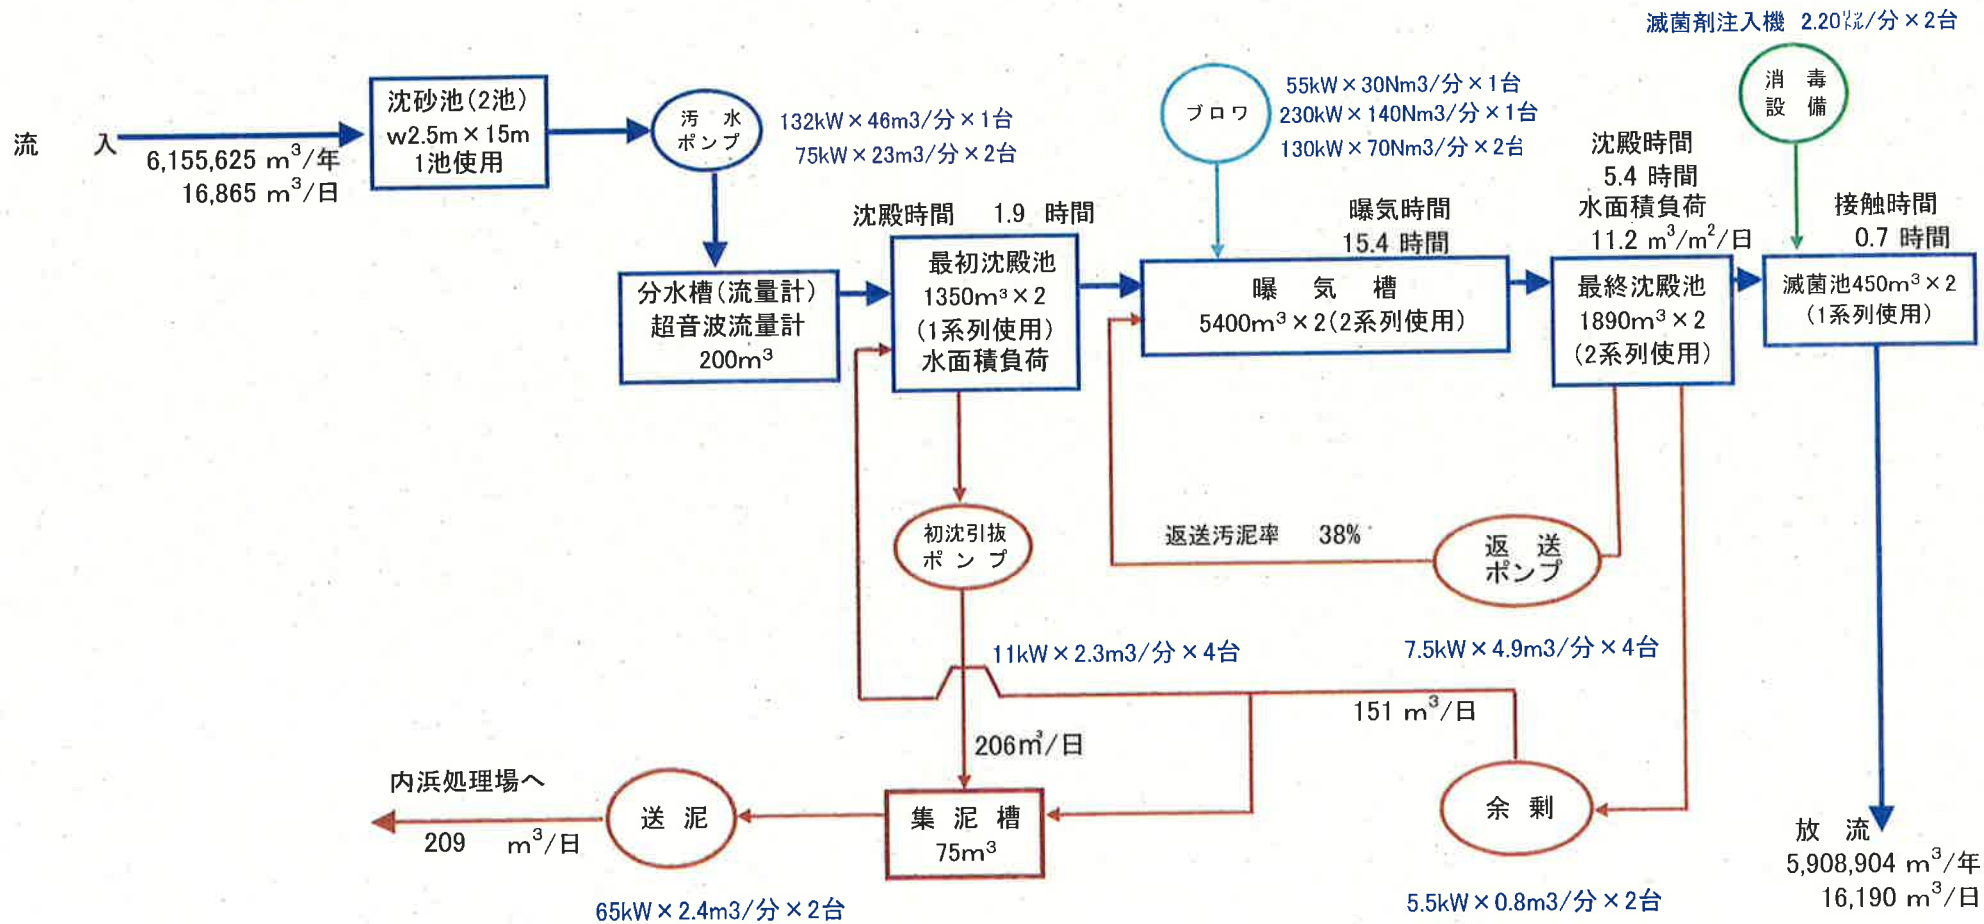 滅菌剤注入機 2.20㍑/分×2台
流 入
6,155,625 m³/年
16,865 m³/日
沈砂池(2池)
w2.5m×15m
1池使用
汚 水
ポンプ
132kW×46m3/分×1台
75kW×23m3/分×2台
ブロワ
55kW×30Nm3/分×1台
230kW×140Nm3/分×1台
130kW×70Nm3/分×2台
消 毒
設 備
分水槽(流量計)
超音波流量計
200m³
沈殿時間 1.9 時間
最初沈殿池
1350m³×2
(1系列使用)
水面積負荷
曝気時間
15.4 時間
曝 気 槽
5400m³×2(2系列使用)
沈殿時間
5.4 時間
水面積負荷
11.2 m³/m²/日
最終沈殿池
1890m³×2
(2系列使用)
接触時間
0.7 時間
滅菌池450m³×2
(1系列使用)
初沈引抜
ポ ン プ
返送汚泥率 38%
返 送
ポンプ
11kW×2.3m3/分×4台
7.5kW×4.9m3/分×4台
151 m³/日
206㎥/日
内浜処理場へ
209 m³/日
送 泥
集 泥 槽
75m³
余 剰
65kW×2.4m3/分×2台
5.5kW×0.8m3/分×2台
放 流
5,908,904 m³/年
16,190 m³/日